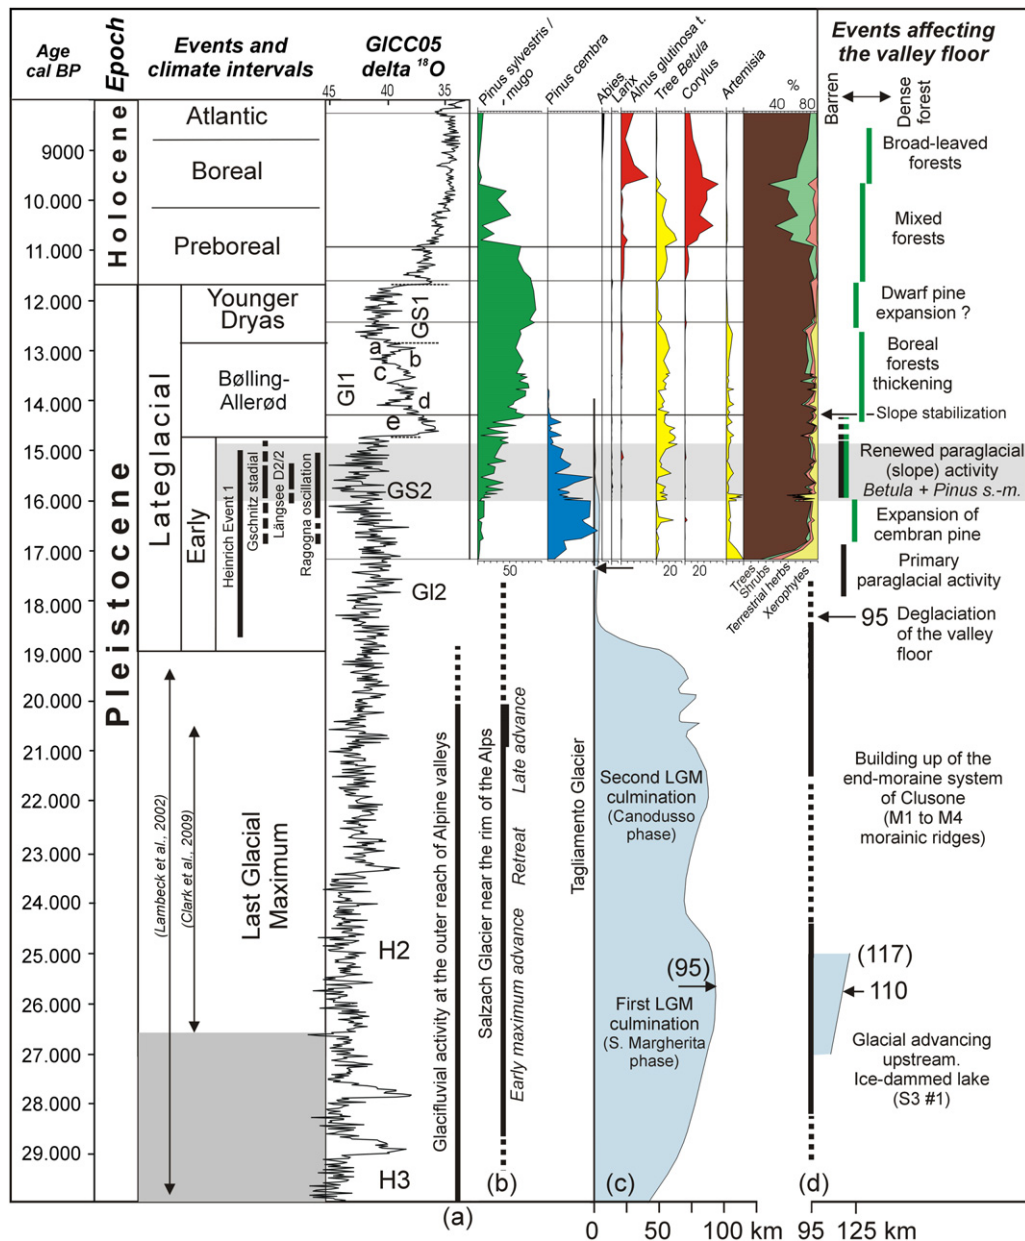 Age
cal BP
Epoch
Events and
climate intervals
GICC05
delta 18O
45 40 35
Pinus sylvestris /
mugo
Pinus cembra
Abies
Larix
Alnus glutinosa t.
Tree Betula
Corylus
Artemisia
%
40 80
Events affecting
the valley floor
Barren
Dense
forest
9000
10.000
11.000
12.000
13.000
14.000
15.000
16.000
17.000
18.000
19.000
20.000
21.000
22.000
23.000
24.000
25.000
26.000
27.000
28.000
29.000
Holocene
Pleistocene
Atlantic
Boreal
Preboreal
Lateglacial
Early
Younger
Dryas
Bølling-
Allerød
Heinrich Event 1
Gschnitz stadial
Längsee D2/2
Ragogna oscillation
(Lambeck et al., 2002)
(Clark et al., 2009)
Last Glacial
Maximum
GS1
GI1
a
b
c
d
e
GS2
GI2
H2
H3
50
20
20
Trees
Shrubs
Terrestrial herbs
Xerophytes
Glacifluvial activity at the outer reach of Alpine valleys
(a)
Salzach Glacier near the rim of the Alps
Early maximum advance
Retreat
Late advance
(b)
Tagliamento Glacier
Second LGM
culmination
(Canodusso
phase)
(95)
First LGM
culmination
(S. Margherita
phase)
(c)
0 50 100 km
Broad-leaved
forests
Mixed
forests
Dwarf pine
expansion ?
Boreal
forests
thickening
Slope stabilization
Renewed paraglacial
(slope) activity
Betula + Pinus s.-m.
Expansion of
cembran pine
Primary
paraglacial activity
95
Deglaciation
of the valley
floor
Building up of the
end-moraine system
of Clusone
(M1 to M4
morainic ridges)
(117)
110
Glacial advancing
upstream.
Ice-dammed lake
(S3 #1)
(d)
95 125 km